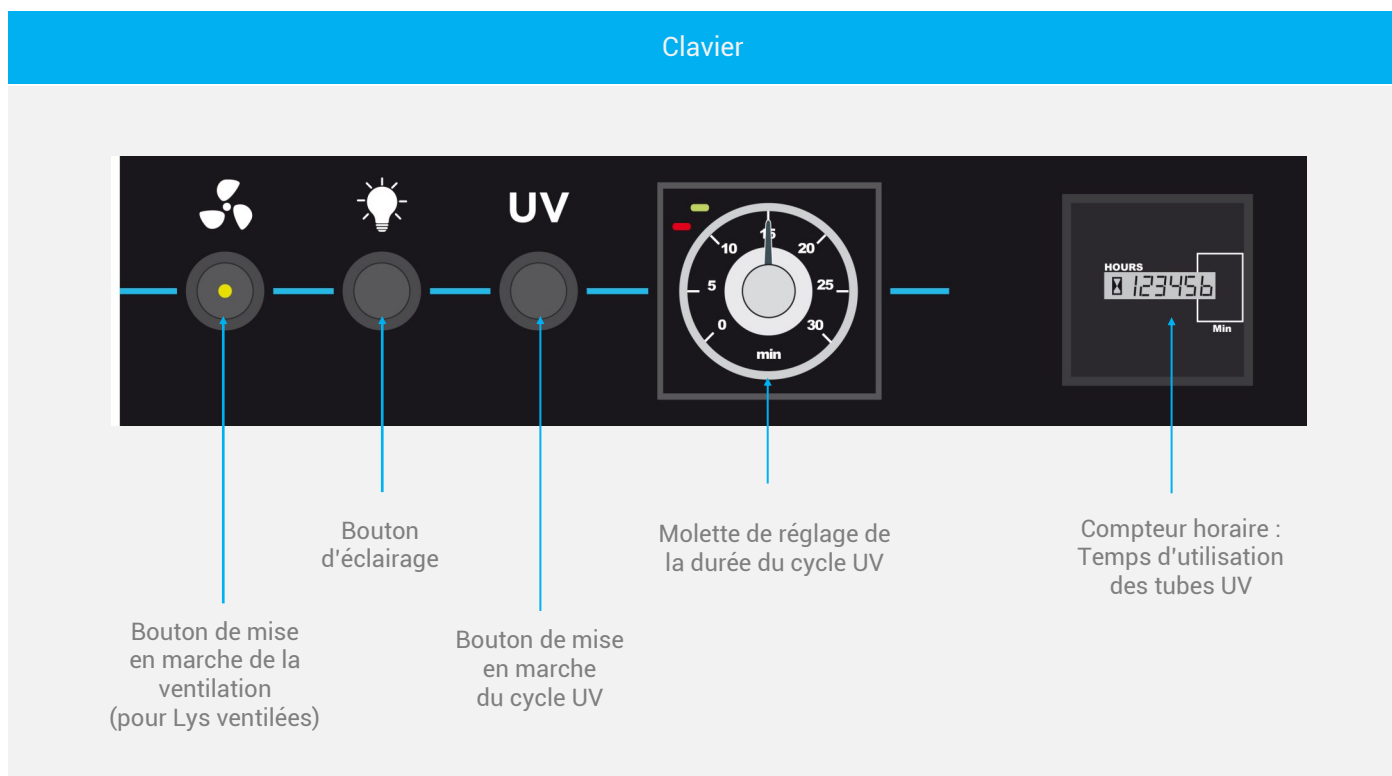 Clavier
UV
0
5
10
15
20
25
30
min
HOURS
123456
Min
Bouton
d'éclairage
Molette de réglage de
la durée du cycle UV
Compteur horaire :
Temps d'utilisation
des tubes UV
Bouton de mise
en marche de la
ventilation
(pour Lys ventilées)
Bouton de mise
en marche
du cycle UV